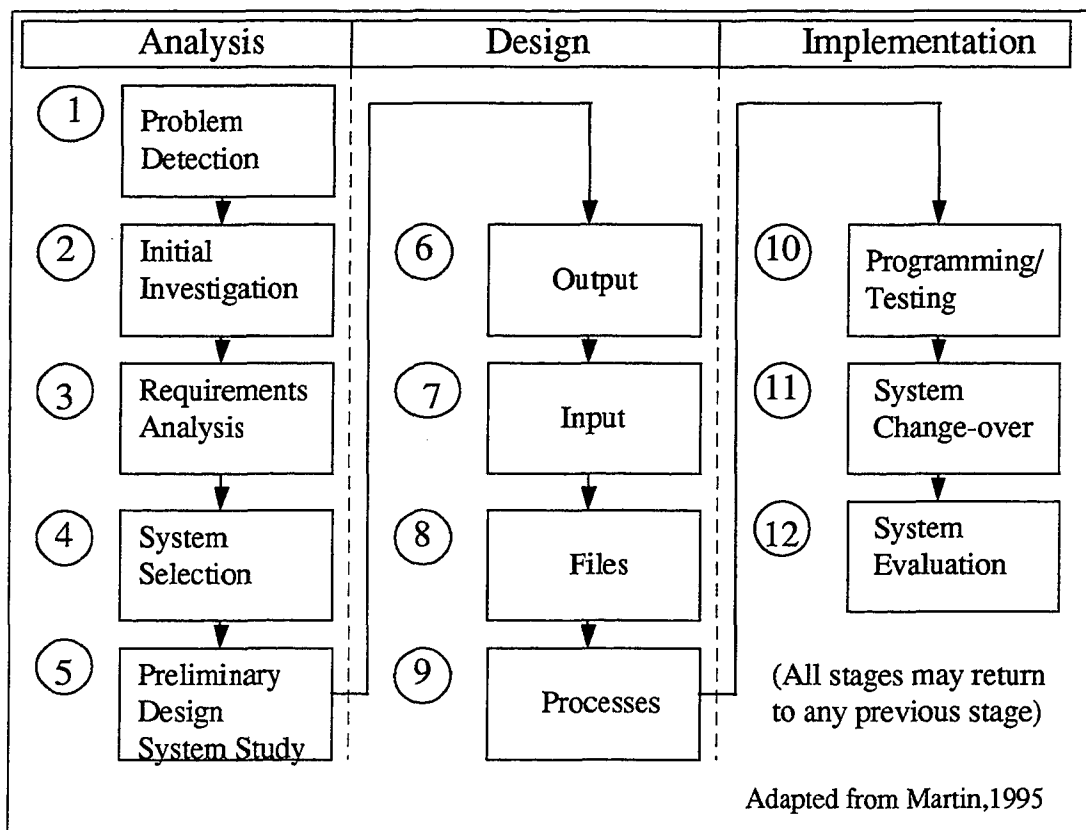 Analysis
Design
Implementation
1
Problem
Detection
2
Initial
Investigation
3
Requirements
Analysis
4
System
Selection
5
Preliminary
Design
System Study
6
Output
7
Input
8
Files
9
Processes
10
Programming/
Testing
11
System
Change-over
12
System
Evaluation
(All stages may return
to any previous stage)
Adapted from Martin,1995